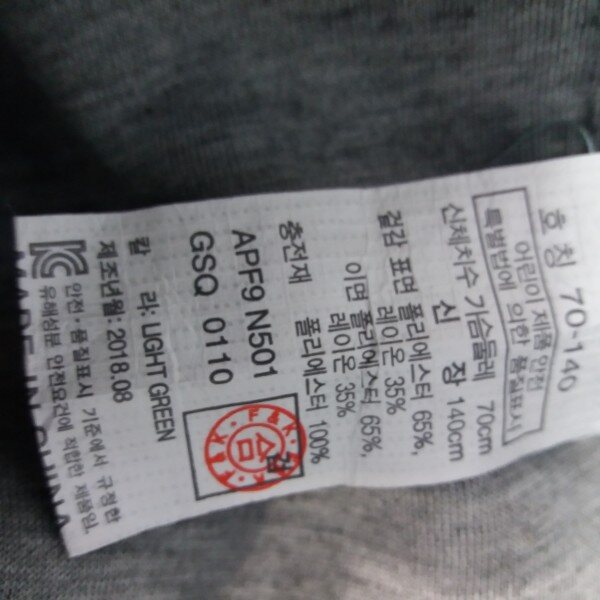 호칭 70-140
어린이 제품 안전
특별법에 의한 품질표시
신체치수 가슴둘레 70cm
신 장 140cm
겉감 표면 폴리에스터 65%,
레이온 35%
이면 폴리에스터 65%,
레이온 35%
충전재 폴리에스터 100%
APF9 N501
GSQ 0110
F&K
F&K
검
칼 라: LIGHT GREEN
제조년월: 2018.08
안전·품질표시 기준에서 규정한
유해성분 안전요건에 적합한 제품임.
MADE IN CHINA